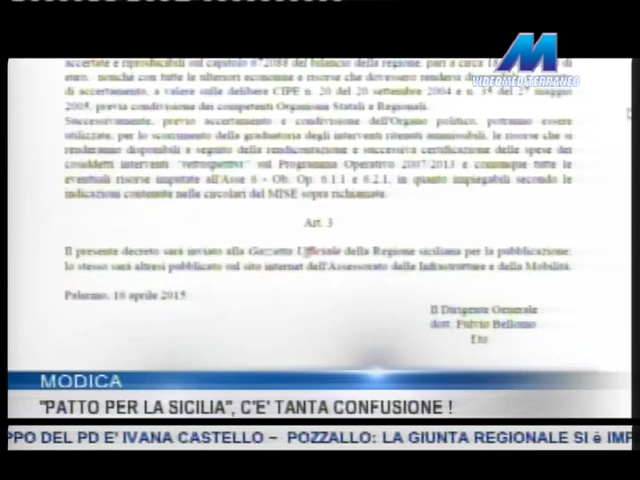 accertate e riproducibili sul capitolo 672088 del bilancio della regione, pari a circa di
VIDEOMEDITERRANEO
euro, nonché con tutte le ulteriori economie e risorse che dovessero rendersi
di accertamento, a valere sulle delibere CIPE n. 20 del 20 settembre 2004 e n. 35 del 27 maggio
2005, previa condivisione dei competenti Organismi Statali e Regionali.
Successivamente, previo accertamento e condivisione dell'Organo politico, potranno essere
utilizzate, per lo scorrimento della graduatoria degli interventi ritenuti ammissibili, le risorse che si
renderanno disponibili a seguito della rendicontazione e successiva certificazione delle spese dei
cosiddetti interventi "retrospettivi" sul Programma Operativo 2007/2013 e comunque tutte le
eventuali risorse imputate all'Asse 6 - Ob. Op. 6.1.1 e 6.2.1, in quanto impiegabili secondo le
indicazioni contenute nelle circolari del MISE sopra richiamate.
Art. 3
Il presente decreto sarà inviato alla Gazzetta Ufficiale della Regione siciliana per la pubblicazione;
lo stesso sarà altresì pubblicato sul sito internet dell'Assessorato delle Infrastrutture e della Mobilità.
Palermo, 16 aprile 2015
Il Dirigente Generale
dott. Fulvio Bellomo
f.to
MODICA
"PATTO PER LA SICILIA", C'E' TANTA CONFUSIONE !
PPO DEL PD E' IVANA CASTELLO – POZZALLO: LA GIUNTA REGIONALE SI è IMP